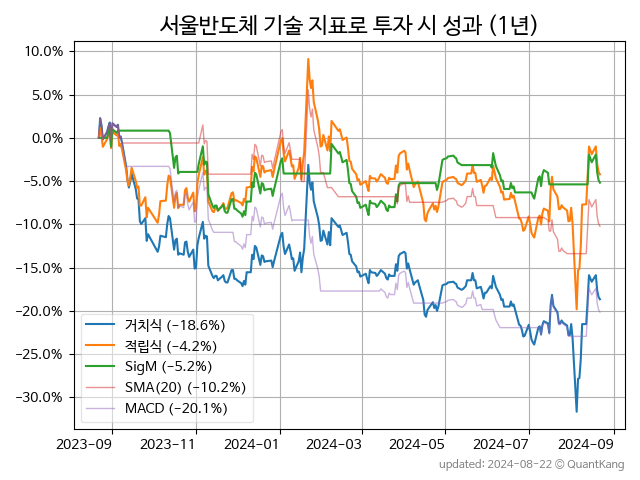 서울반도체 기술 지표로 투자 시 성과 (1년)
10.0%
5.0%
0.0%
−5.0%
−10.0%
−15.0%
−20.0%
−25.0%
−30.0%
거치식 (−18.6%)
적립식 (−4.2%)
SigM (−5.2%)
SMA(20) (−10.2%)
MACD (−20.1%)
2023-09 2023-11 2024-01 2024-03 2024-05 2024-07 2024-09
updated: 2024-08-22 © QuantKang